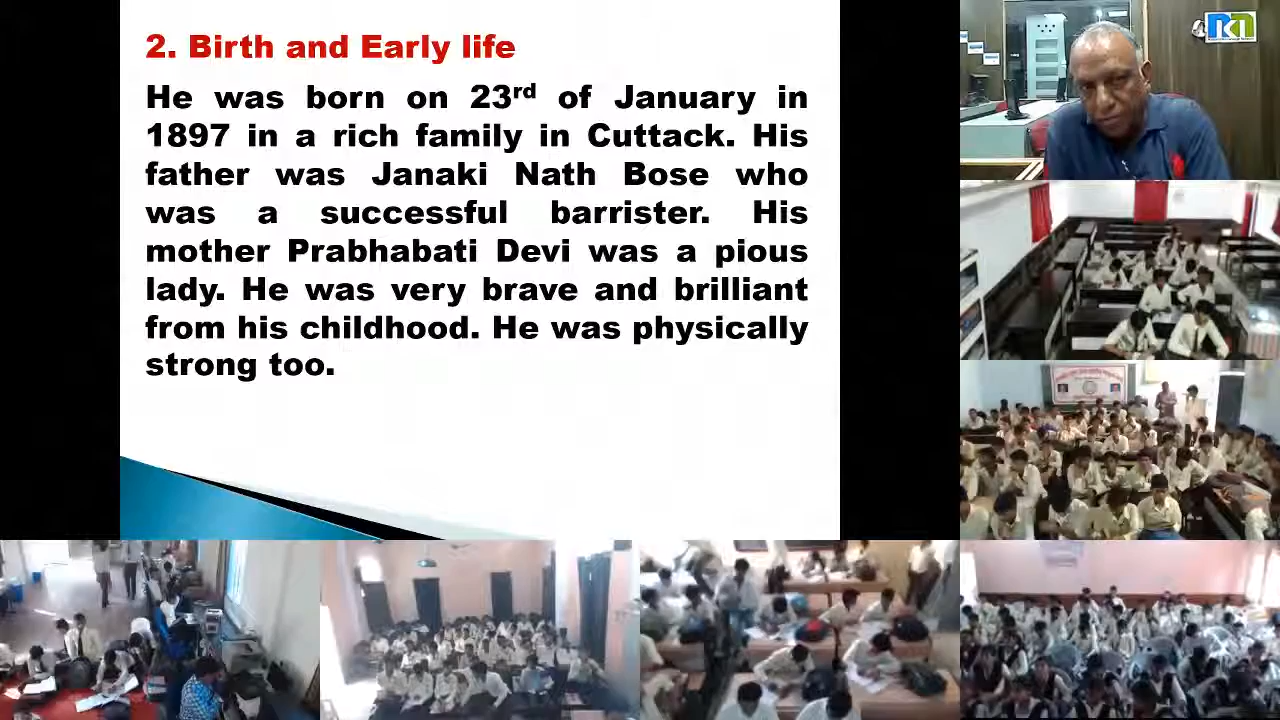 2. Birth and Early life
He was born on 23rd of January in
1897 in a rich family in Cuttack. His
father was Janaki Nath Bose who
was a successful barrister. His
mother Prabhabati Devi was a pious
lady. He was very brave and brilliant
from his childhood. He was physically
strong too.